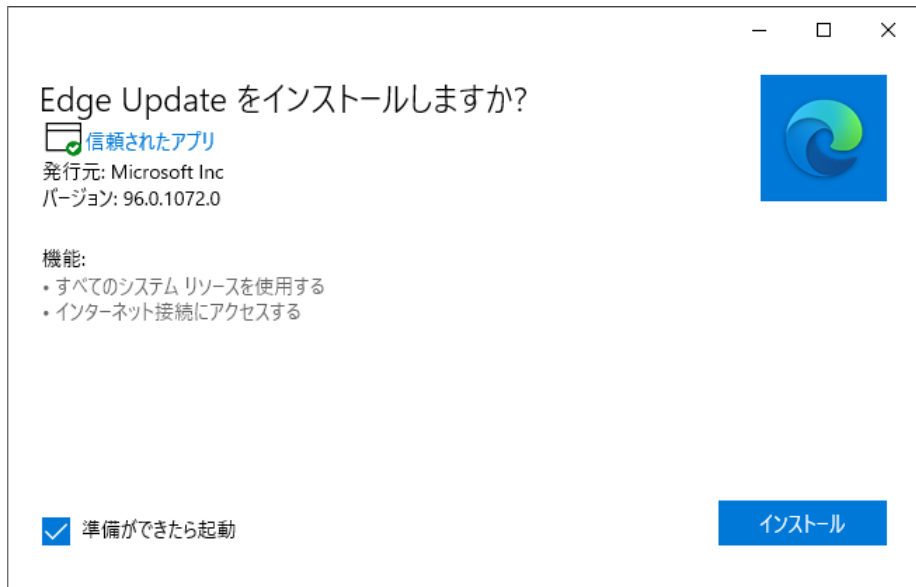 Edge Update をインストールしますか?
信頼されたアプリ
発行元: Microsoft Inc
バージョン: 96.0.1072.0
機能:
• すべてのシステム リソースを使用する
• インターネット接続にアクセスする
準備ができたら起動
インストール